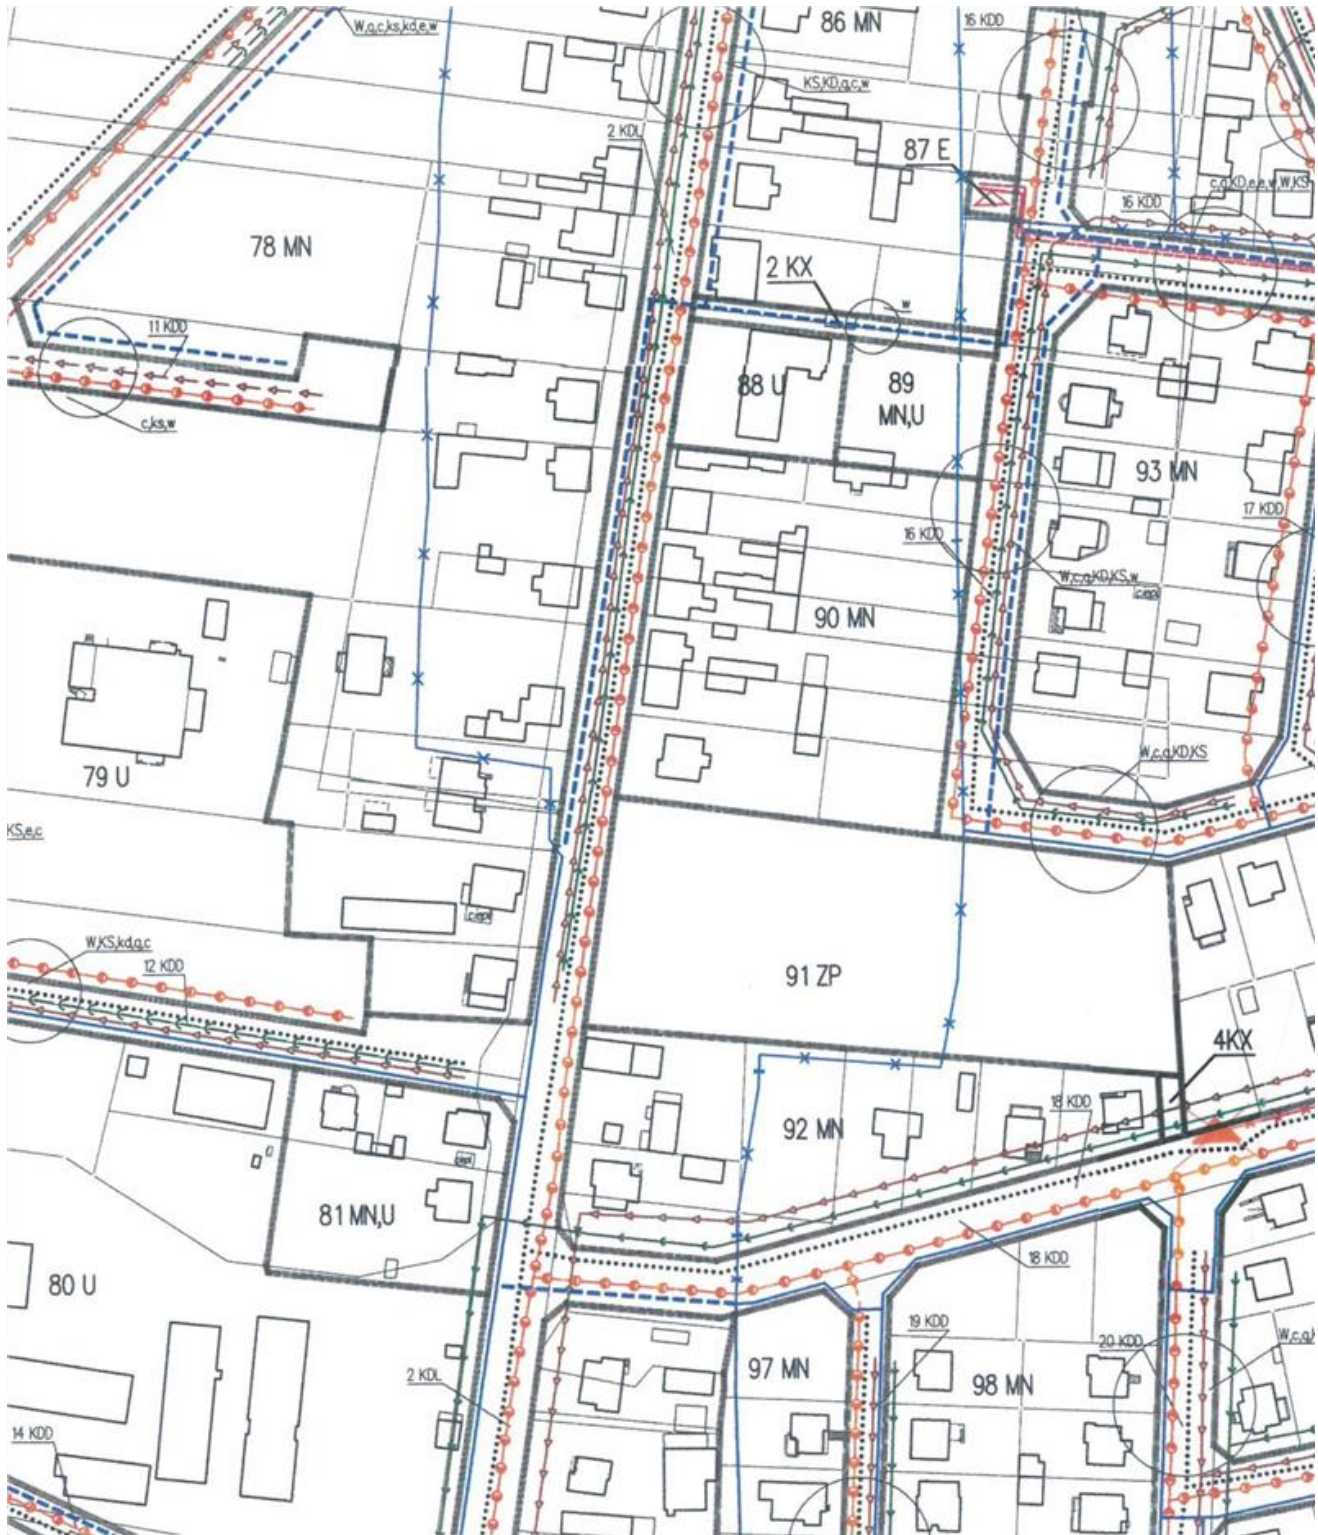 W,g,c,ks,kd,e,w
86 MN
16 KDD
KS,KD,g,c,w
2 KDL
87 E
c,g,KD,e,e,w,W,KS
16 KDD
78 MN
2 KX
w
11 KDD
88 U
89
MN,U
c,ks,w
93 MN
17 KDD
16 KDD
W,c,g,KD,KS,w
90 MN
W,c,g,KD,KS
79 U
KS,e,c
W,KS,kd,g,c
12 KDD
91 ZP
4KX
18 KDD
92 MN
81 MN,U
18 KDD
80 U
19 KDD
20 KDD
97 MN
2 KDL
98 MN
14 KDD